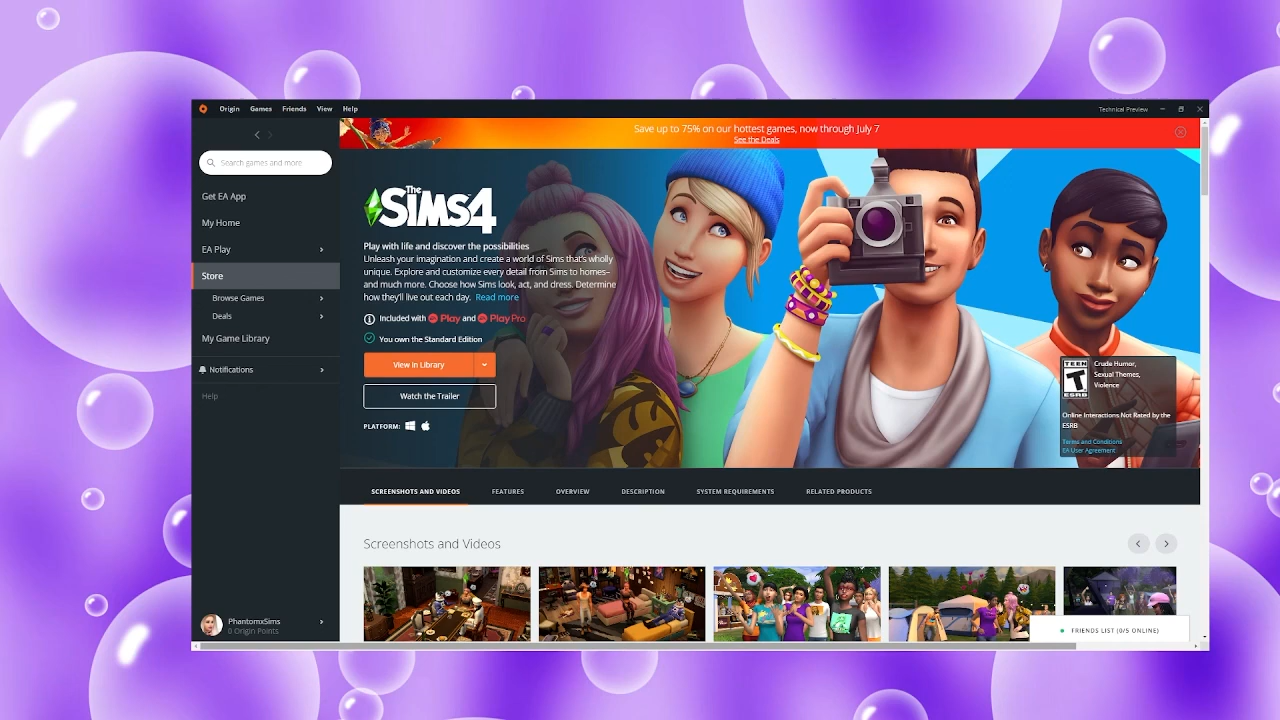 Origin Games Friends View Help
Technical Preview
Search games and more
Get EA App
My Home
EA Play
Store
Browse Games
Deals
My Game Library
Notifications
Help
PhantomxSims
0 Origin Points
Save up to 75% on our hottest games, now through July 7
See the Deals
The SiMS4
Play with life and discover the possibilities
Unleash your imagination and create a world of Sims that's wholly
unique. Explore and customize every detail from Sims to homes–
and much more. Choose how Sims look, act, and dress. Determine
how they'll live out each day. Read more
Included with EA Play and EA Play Pro
You own the Standard Edition
View in Library
Watch the Trailer
PLATFORM:
TEEN
T
ESRB
Crude Humor,
Sexual Themes,
Violence
Online Interactions Not Rated by the
ESRB
Terms and Conditions
EA User Agreement
SCREENSHOTS AND VIDEOS FEATURES OVERVIEW DESCRIPTION SYSTEM REQUIREMENTS RELATED PRODUCTS
Screenshots and Videos
FRIENDS LIST (0/5 ONLINE)